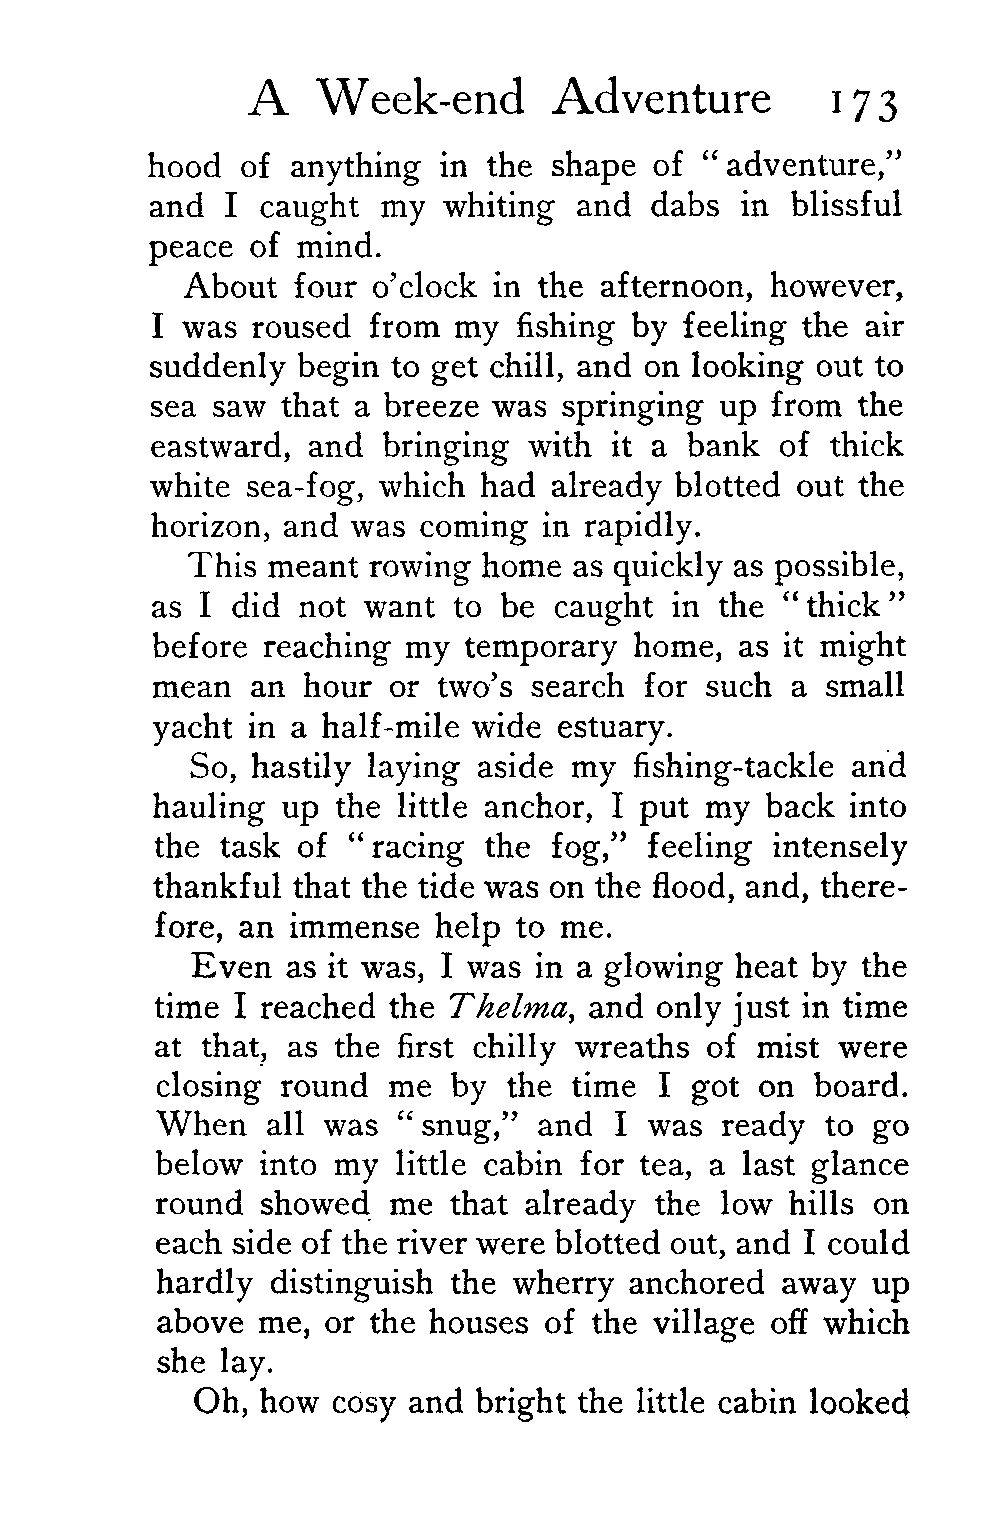 A Week-end Adventure 173
hood of anything in the shape of “adventure,”
and I caught my whiting and dabs in blissful
peace of mind.
About four o’clock in the afternoon, however,
I was roused from my fishing by feeling the air
suddenly begin to get chill, and on looking out to
sea saw that a breeze was springing up from the
eastward, and bringing with it a bank of thick
white sea-fog, which had already blotted out the
horizon, and was coming in rapidly.
This meant rowing home as quickly as possible,
as I did not want to be caught in the “thick”
before reaching my temporary home, as it might
mean an hour or two’s search for such a small
yacht in a half-mile wide estuary.
So, hastily laying aside my fishing-tackle and
hauling up the little anchor, I put my back into
the task of “racing the fog,” feeling intensely
thankful that the tide was on the flood, and, there-
fore, an immense help to me.
Even as it was, I was in a glowing heat by the
time I reached the Thelma, and only just in time
at that, as the first chilly wreaths of mist were
closing round me by the time I got on board.
When all was “snug,” and I was ready to go
below into my little cabin for tea, a last glance
round showed me that already the low hills on
each side of the river were blotted out, and I could
hardly distinguish the wherry anchored away up
above me, or the houses of the village off which
she lay.
Oh, how cosy and bright the little cabin looked